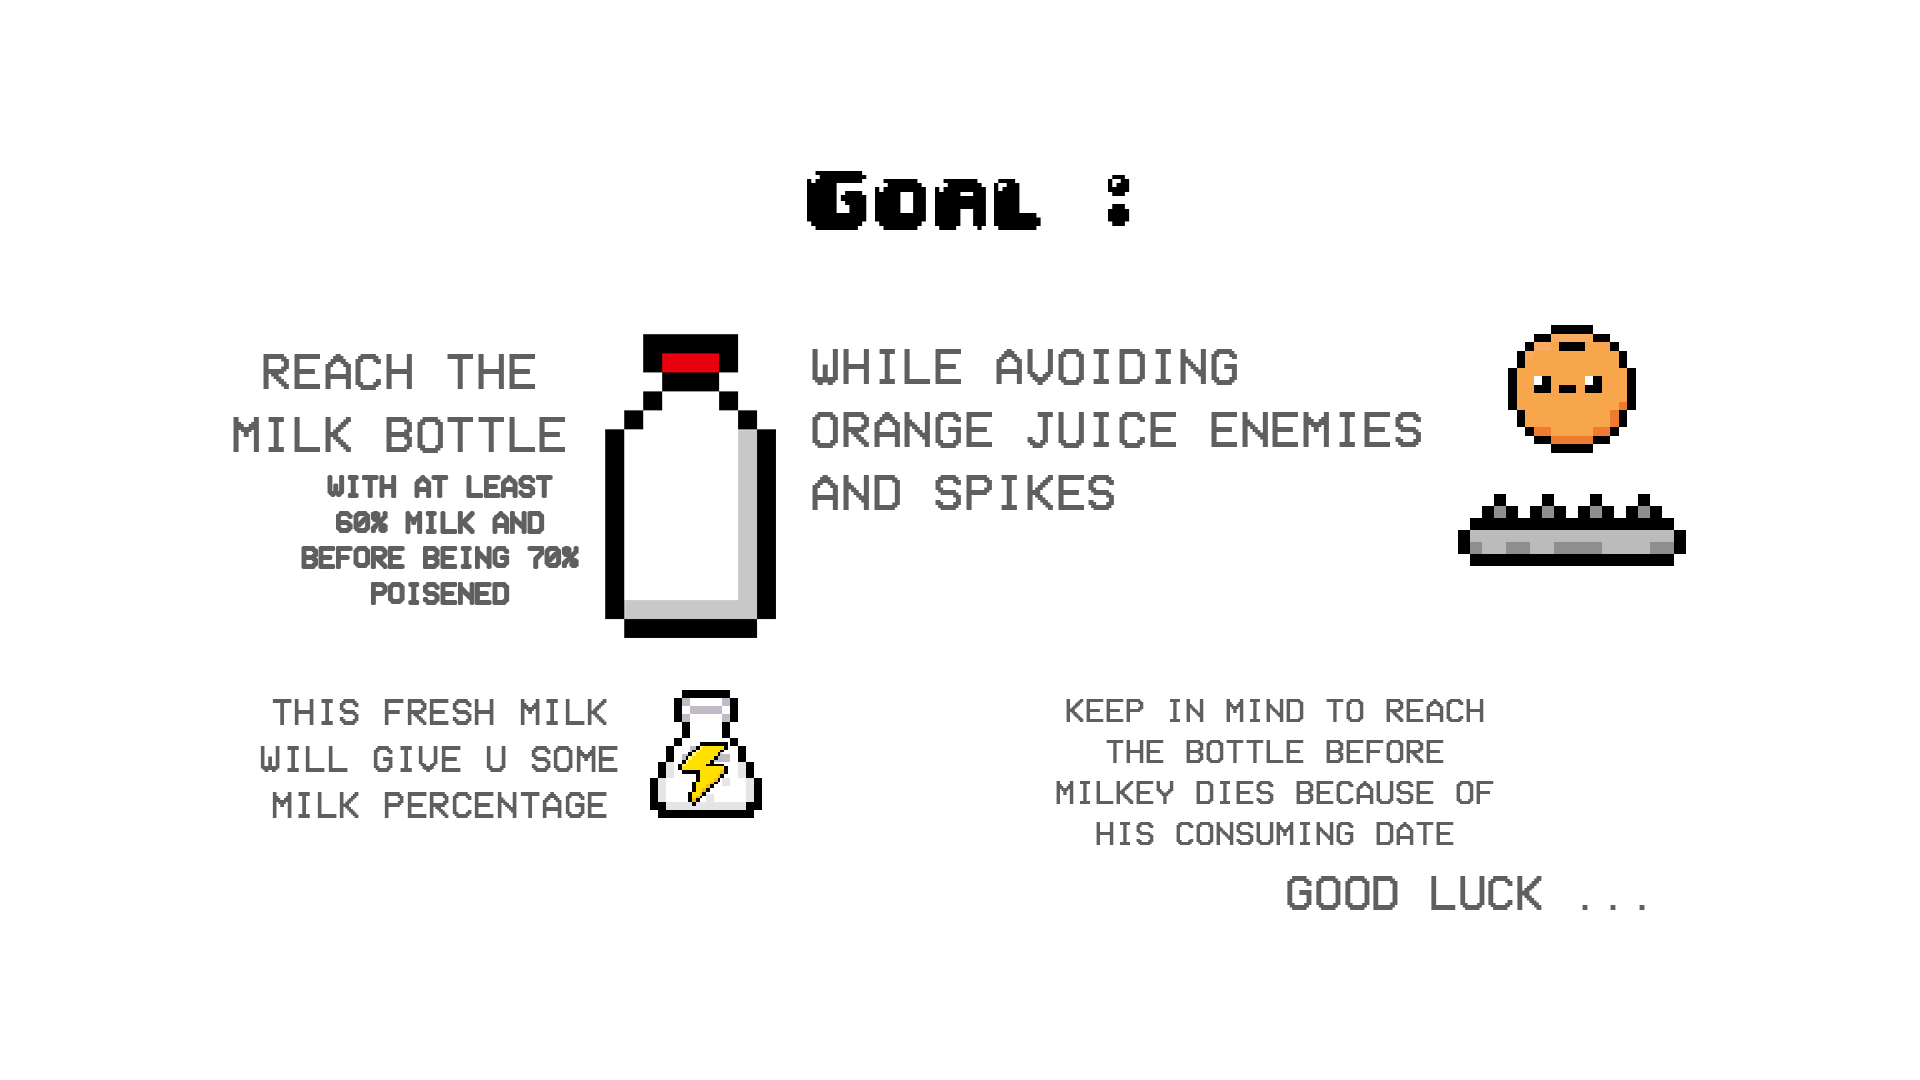 GOAL :
REACH THE
MILK BOTTLE
WITH AT LEAST
60% MILK AND
BEFORE BEING 70%
POISENED
WHILE AVOIDING
ORANGE JUICE ENEMIES
AND SPIKES
THIS FRESH MILK
WILL GIVE U SOME
MILK PERCENTAGE
KEEP IN MIND TO REACH
THE BOTTLE BEFORE
MILKEY DIES BECAUSE OF
HIS CONSUMING DATE
GOOD LUCK ...